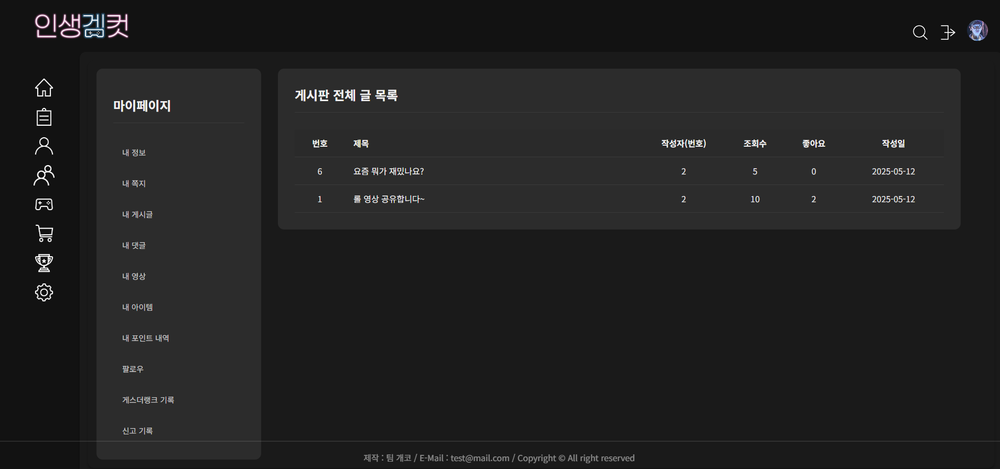 인생겜컷
마이페이지
내 정보
내 쪽지
내 게시글
내 댓글
내 영상
내 아이템
내 포인트 내역
팔로우
게스더랭크 기록
신고 기록
게시판 전체 글 목록
번호 제목 작성자(번호) 조회수 좋아요 작성일
6 요즘 뭐가 재밌나요? 2 5 0 2025-05-12
1 롤 영상 공유합니다~ 2 10 2 2025-05-12
제작 : 팀 개코 / E-Mail : test@mail.com / Copyright © All right reserved